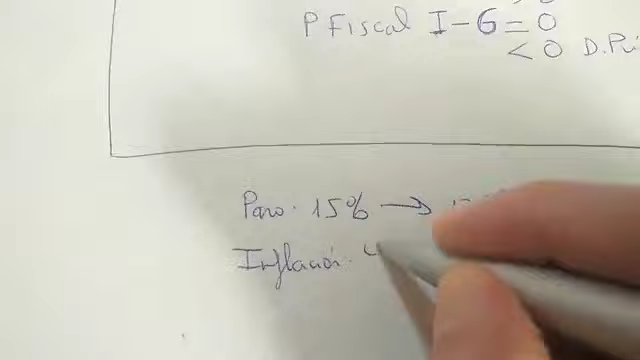 P Fiscal I-G = 0
< 0 D.Pú
Paro. 15% →
Inflación.